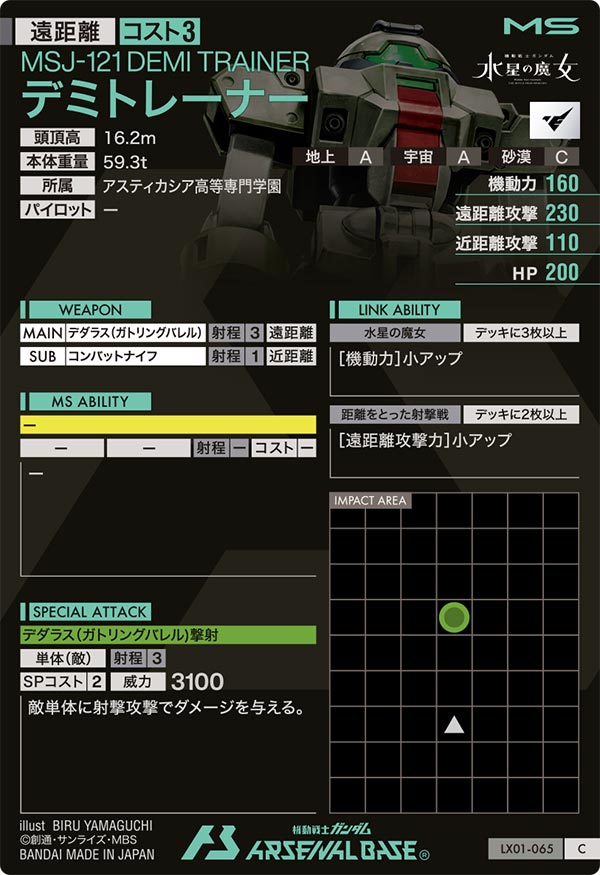 遠距離 コスト3 MS
MSJ-121 DEMI TRAINER
デミトレーナー
機動戦士ガンダム
水星の魔女
頭頂高 16.2m
本体重量 59.3t
所属 アスティカシア高等専門学園
パイロット ー
地上 A 宇宙 A 砂漠 C
機動力 160
遠距離攻撃 230
近距離攻撃 110
HP 200
WEAPON
MAIN デダラス(ガトリングバレル) 射程 3 遠距離
SUB コンバットナイフ 射程 1 近距離
MS ABILITY
ー
ー ー 射程 ー コスト ー
ー
SPECIAL ATTACK
デダラス(ガトリングバレル)撃射
単体(敵) 射程 3
SPコスト 2 威力 3100
敵単体に射撃攻撃でダメージを与える。
LINK ABILITY
水星の魔女 デッキに3枚以上
[機動力]小アップ
距離をとった射撃戦 デッキに2枚以上
[遠距離攻撃力]小アップ
IMPACT AREA
illust BIRU YAMAGUCHI
©創通・サンライズ・MBS
BANDAI MADE IN JAPAN
機動戦士ガンダム
ARSENAL BASE®
LX01-065 C